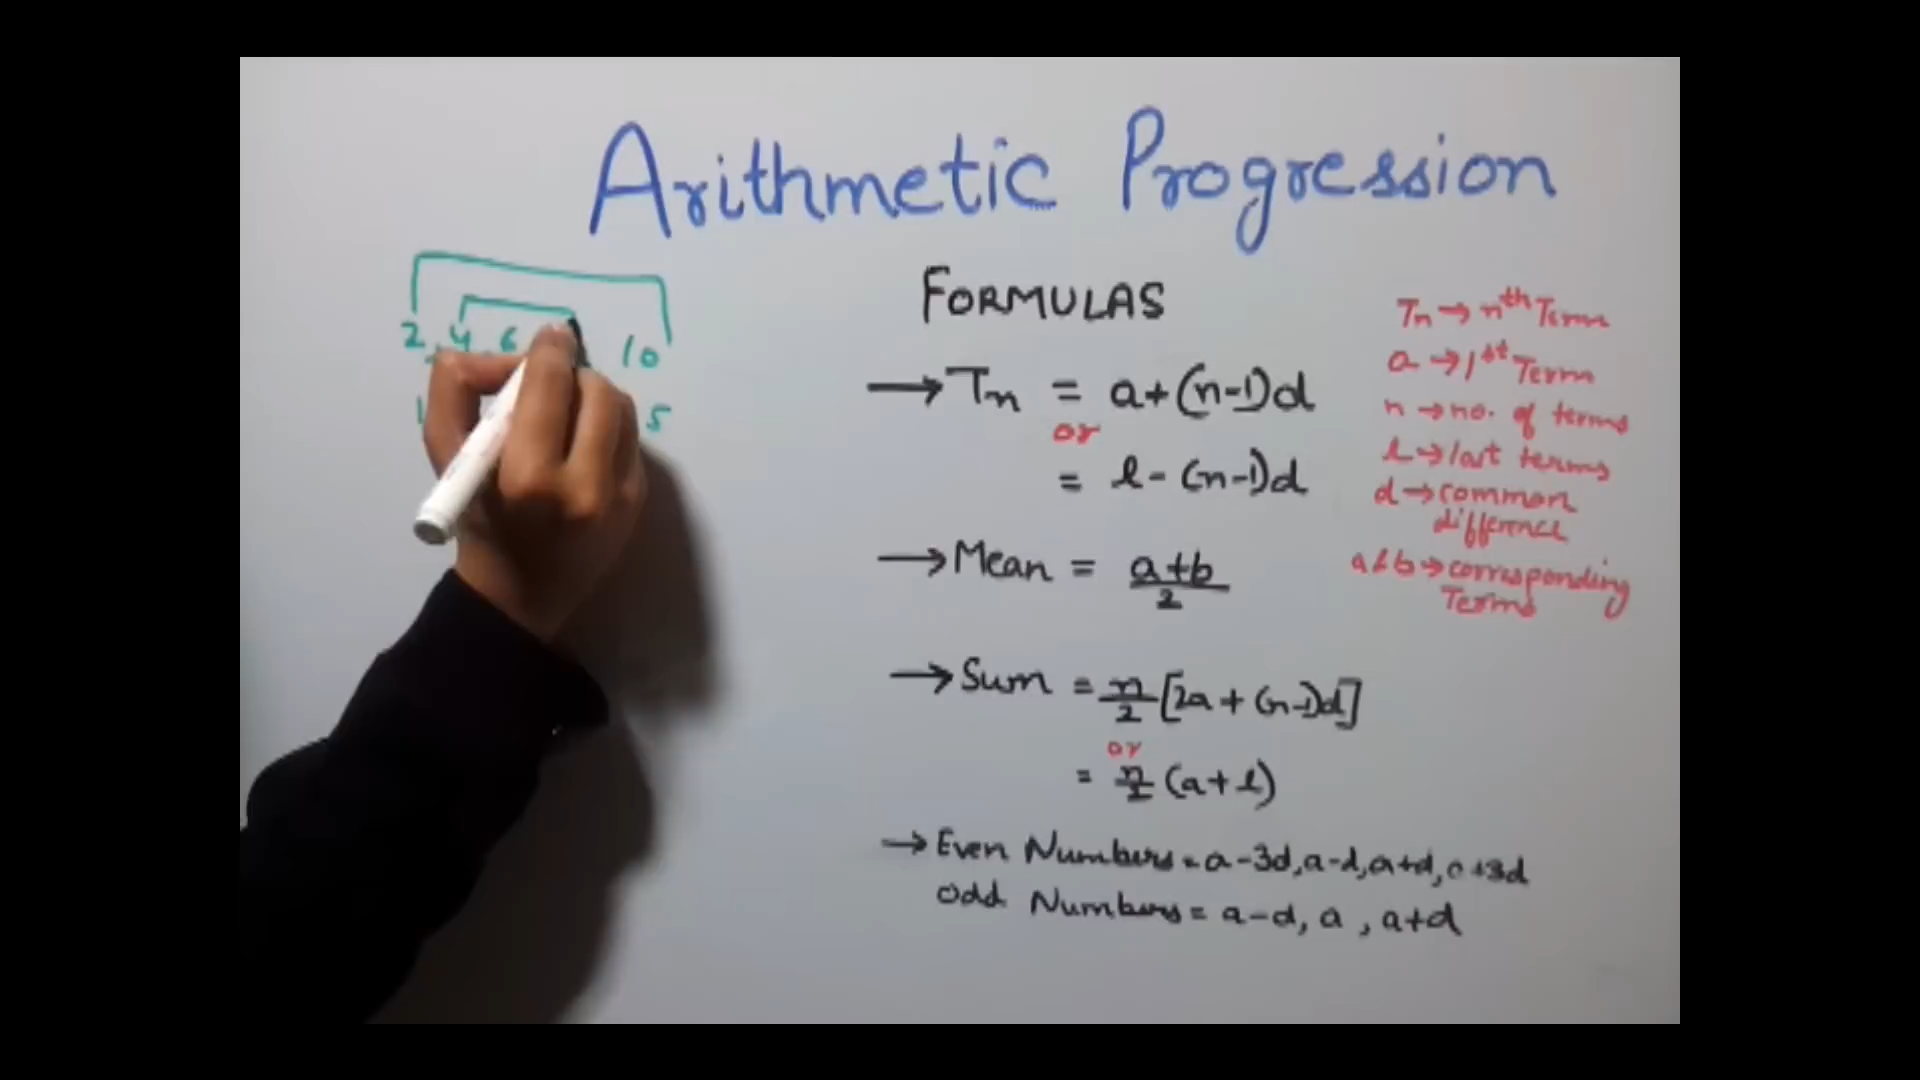 Arithmetic Progression
2, 4, 6 10
1 5
FORMULAS
→ Tn = a+(n-1)d
or
= l - (n-1)d
→ Mean = a+b/2
→ Sum = n/2 [2a + (n-1)d]
or
= n/2 (a+l)
→ Even Numbers = a-3d, a-d, a+d, a+3d
Odd Numbers = a-d, a, a+d
Tn → nth Term
a → 1st Term
n → no. of terms
l → last terms
d → common
difference
a & b → corresponding
Terms